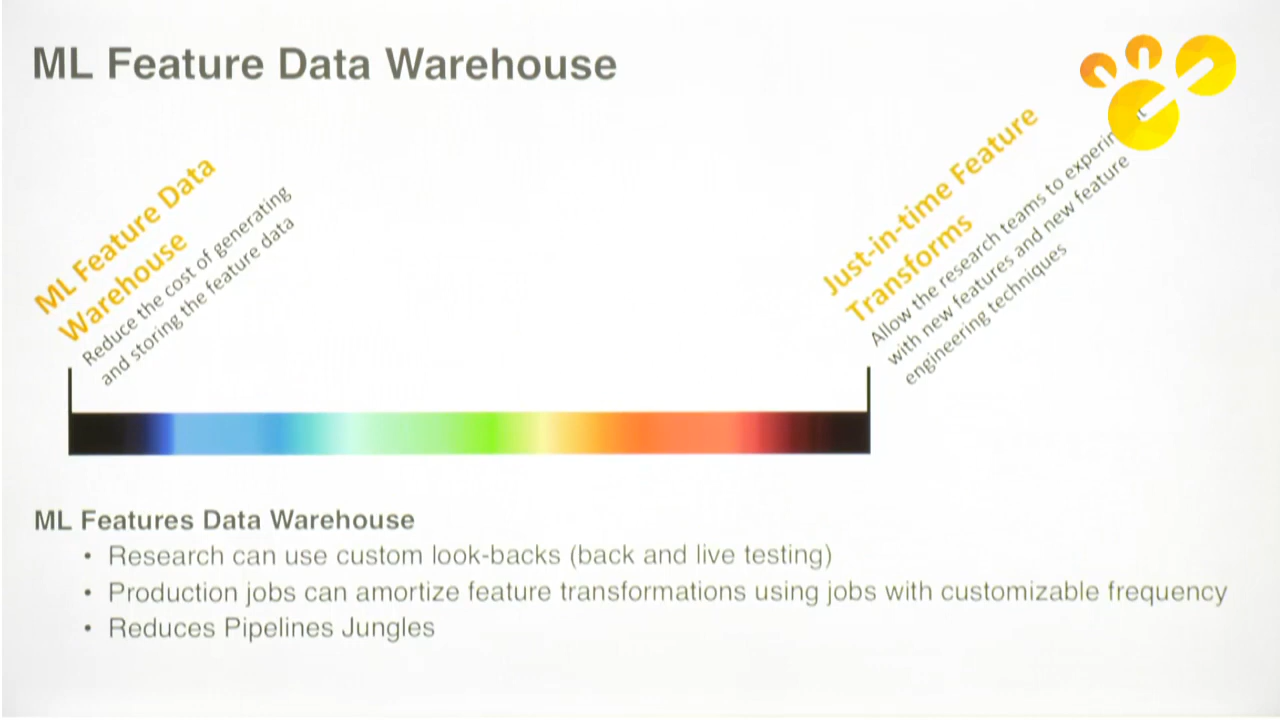 ML Feature Data Warehouse
ML Feature Data
Warehouse
Reduce the cost of generating
and storing the feature data
Just-in-time Feature
Transforms
Allow the research teams to experiment
with new features and new feature
engineering techniques
ML Features Data Warehouse
• Research can use custom look-backs (back and live testing)
• Production jobs can amortize feature transformations using jobs with customizable frequency
• Reduces Pipelines Jungles